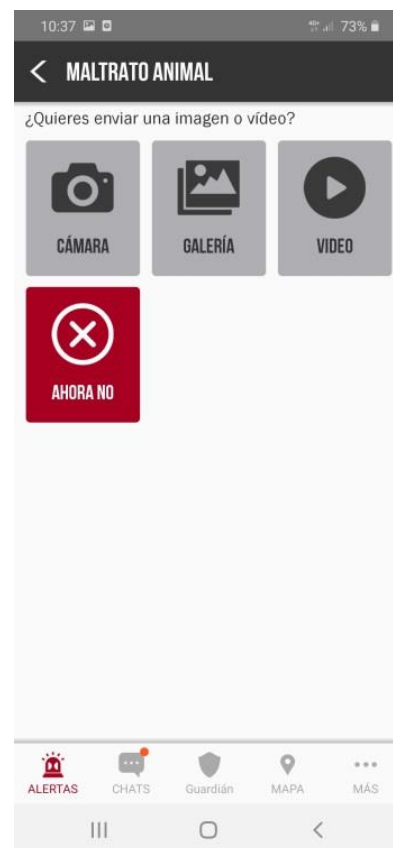 10:37 73%
MALTRATO ANIMAL
¿Quieres enviar una imagen o vídeo?
CÁMARA GALERÍA VIDEO
AHORA NO
ALERTAS CHATS Guardián MAPA MÁS